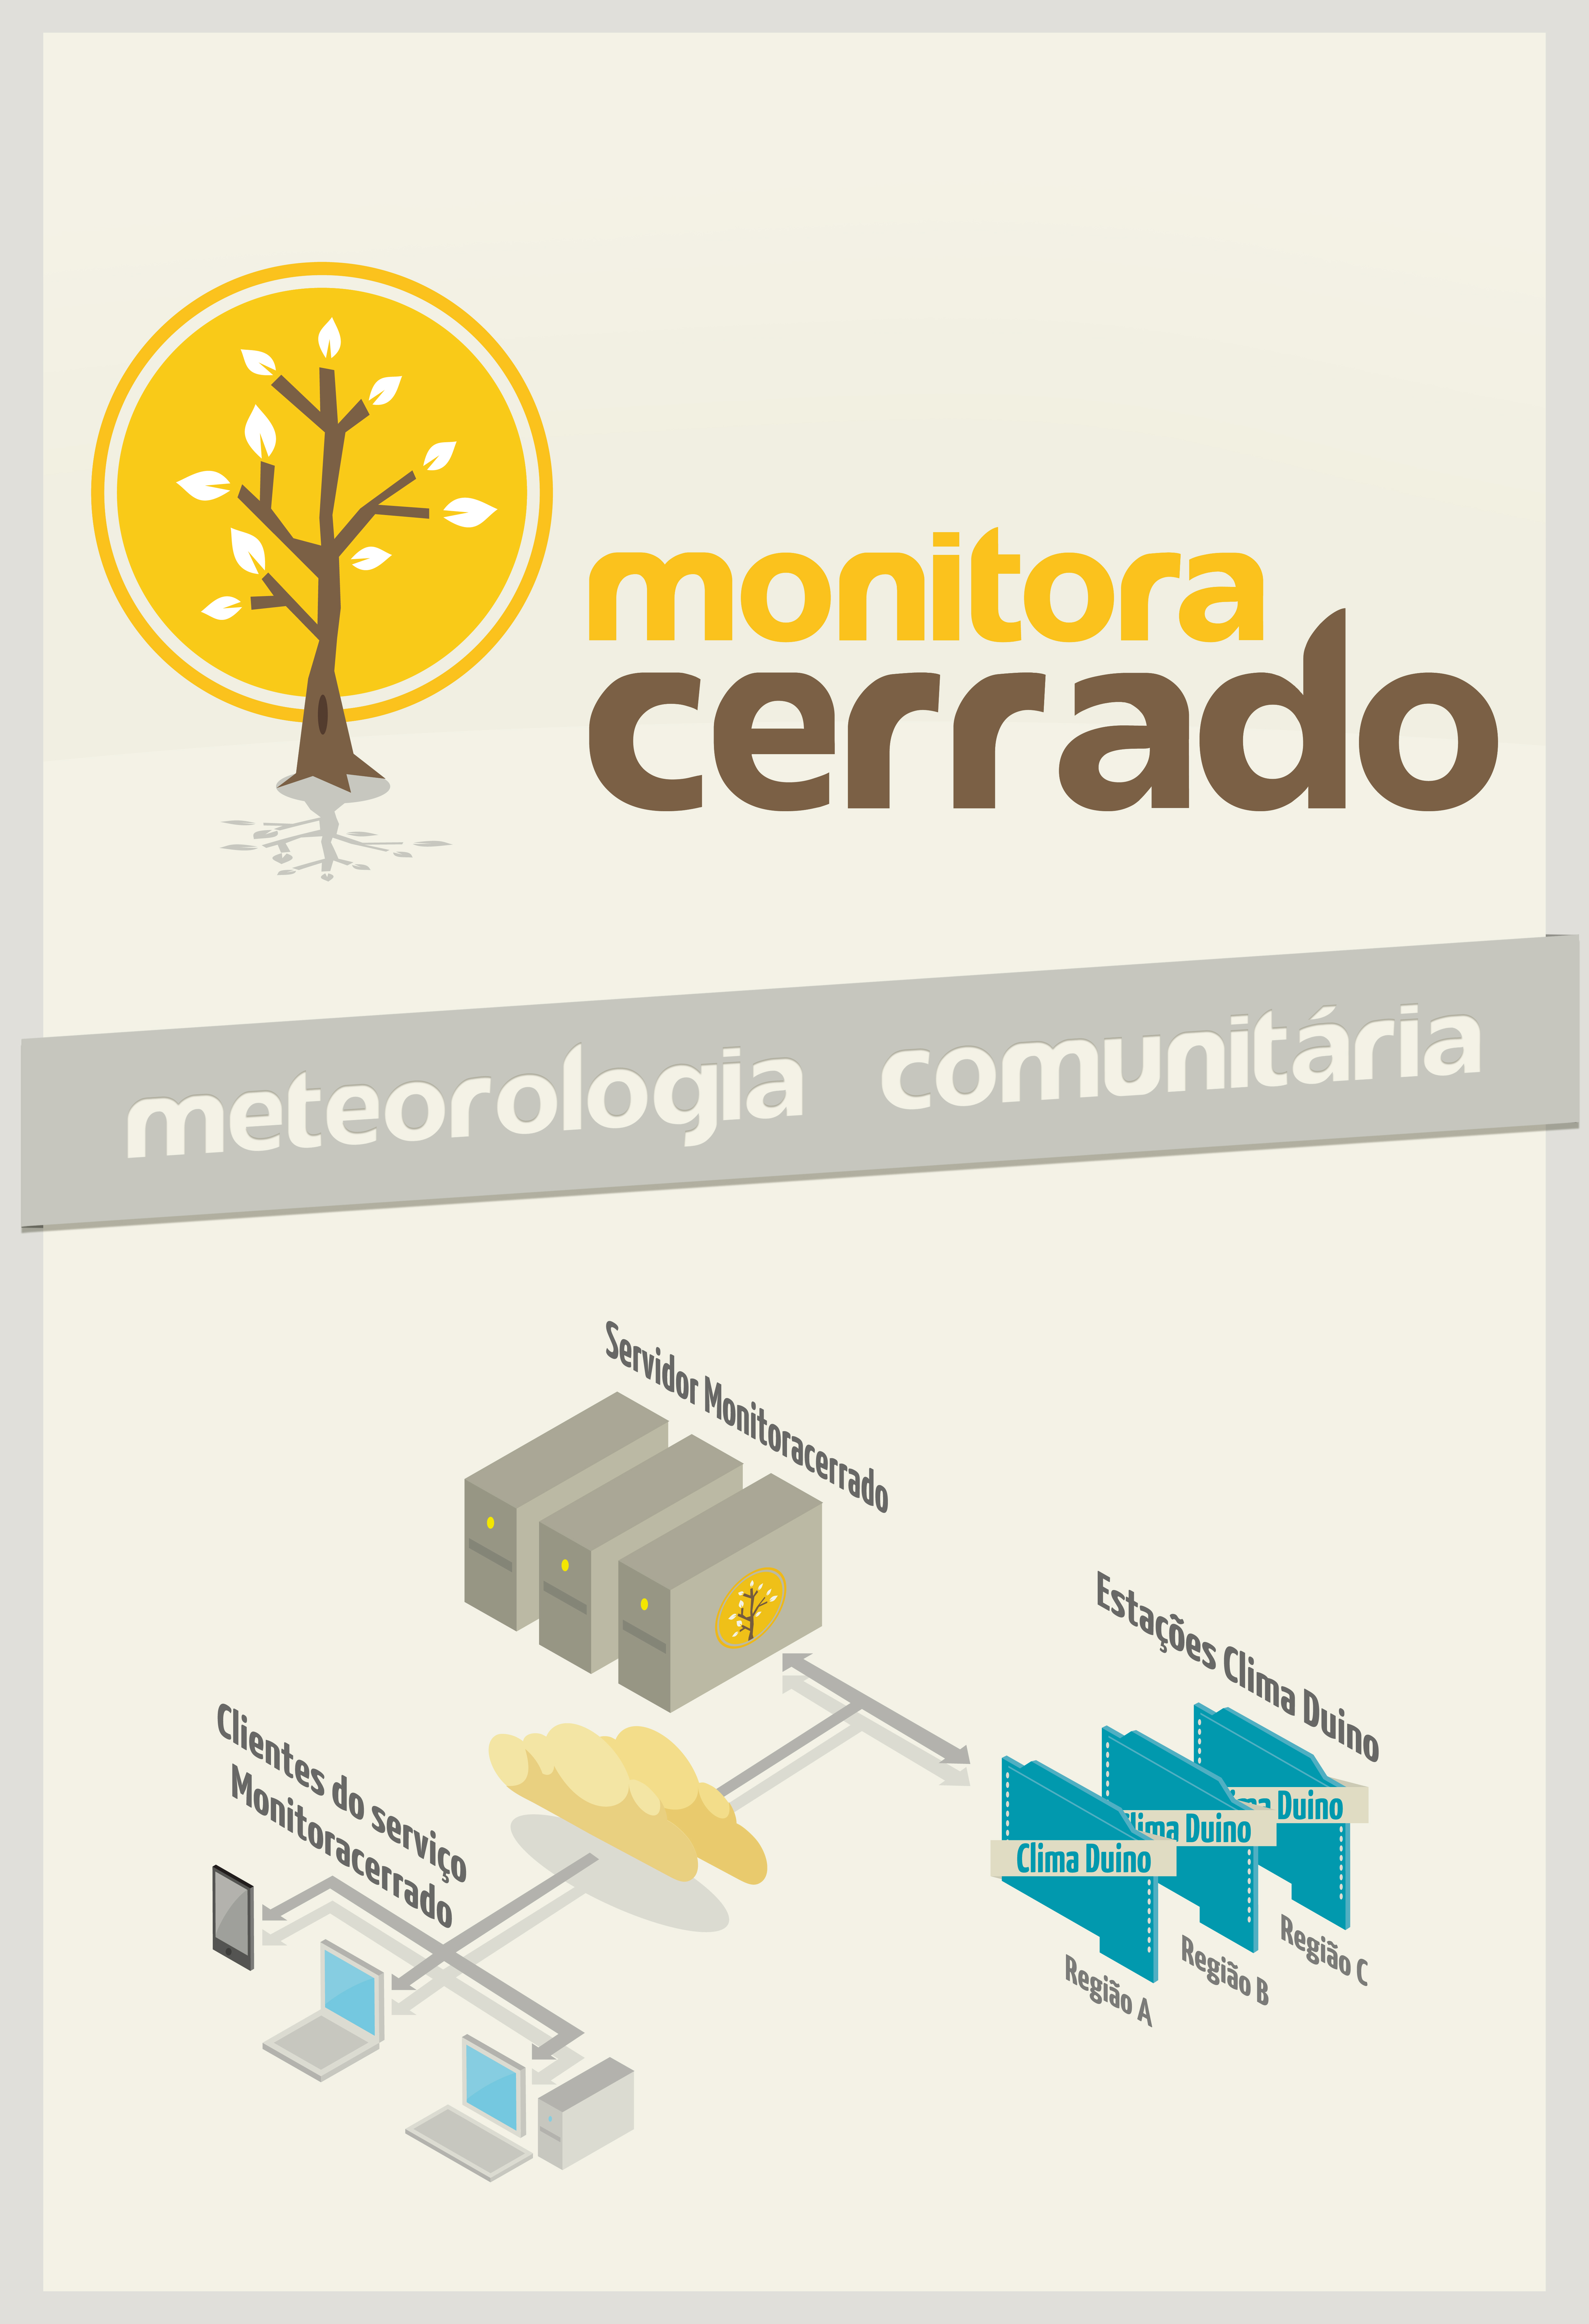 monitora
cerrado
meteorologia comunitária
Servidor Monitoracerrado
Estações Clima Duino
Clientes do serviço
Monitoracerrado
Duino
Duino
Clima Duino
Região A
Região B
Região C